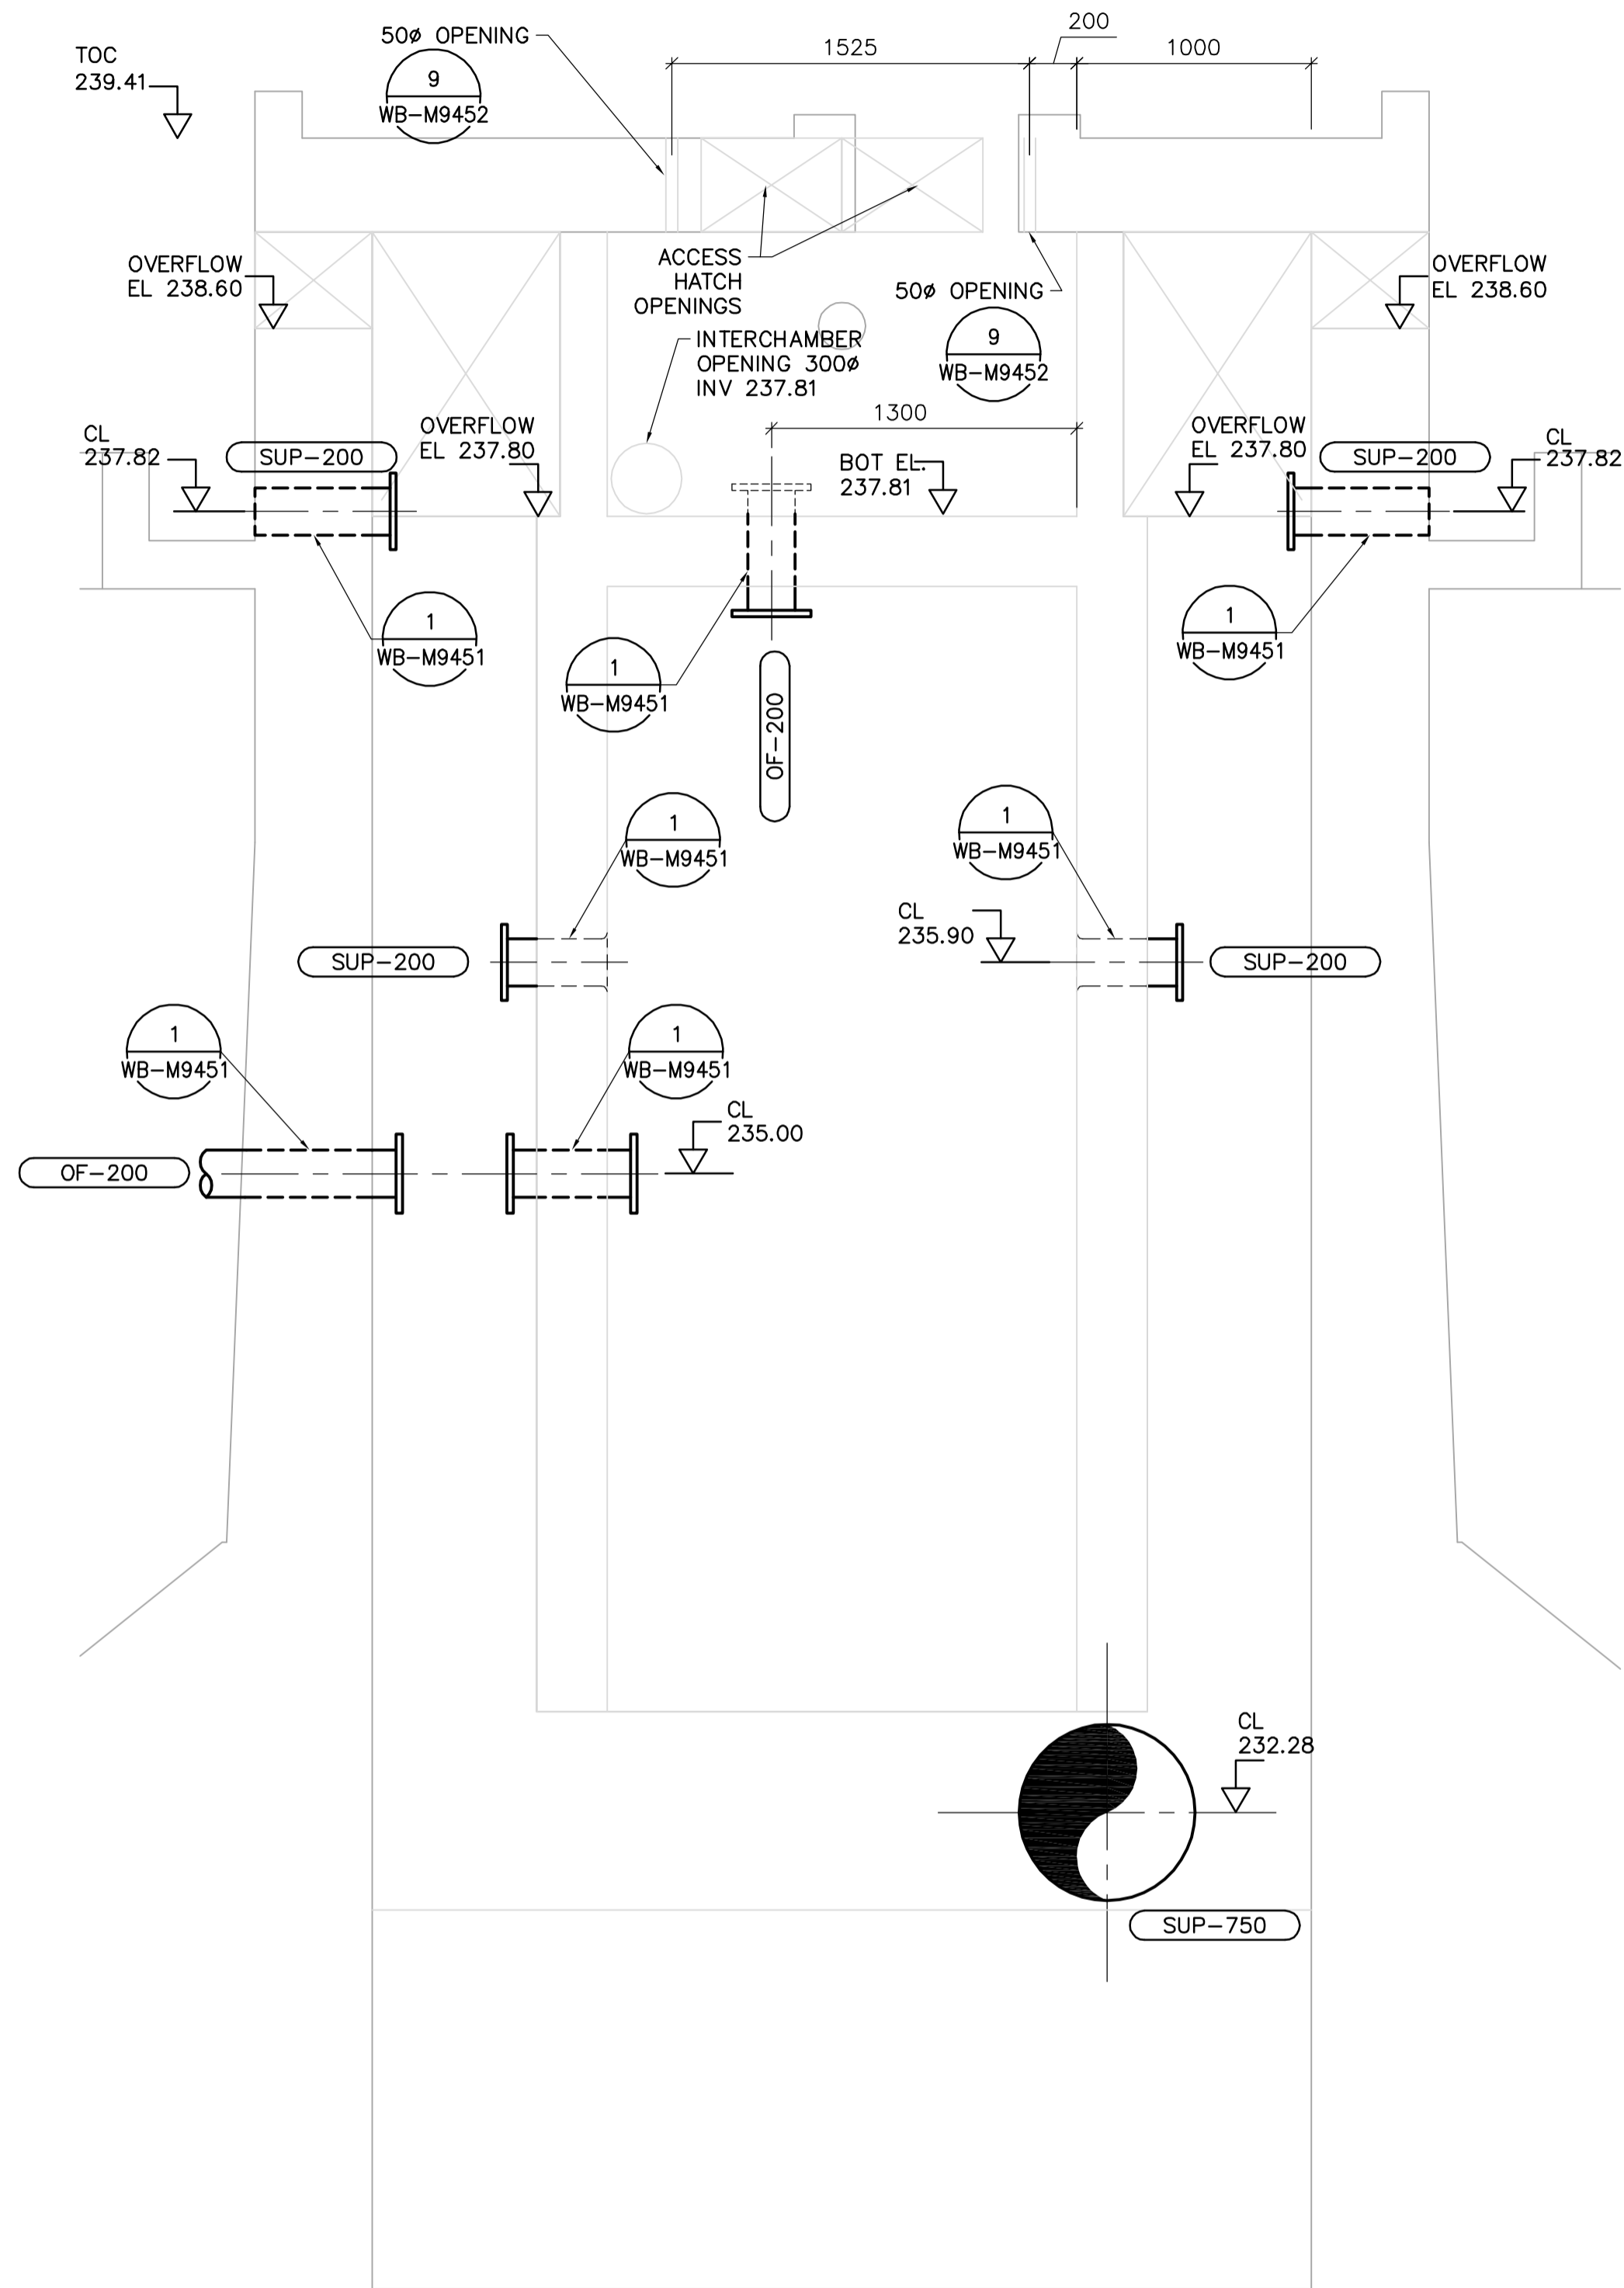 TOC
239.41
50ø OPENING
9
WB-M9452
1525
200
1000
OVERFLOW
EL 238.60
ACCESS
HATCH
OPENINGS
50ø OPENING
9
WB-M9452
OVERFLOW
EL 238.60
INTERCHAMBER
OPENING 300ø
INV 237.81
1300
CL
237.82
SUP-200
OVERFLOW
EL 237.80
BOT EL.
237.81
OVERFLOW
EL 237.80
SUP-200
CL
237.82
1
WB-M9451
1
WB-M9451
OF-200
1
WB-M9451
1
WB-M9451
1
WB-M9451
SUP-200
CL
235.90
SUP-200
1
WB-M9451
1
WB-M9451
CL
235.00
OF-200
CL
232.28
SUP-750